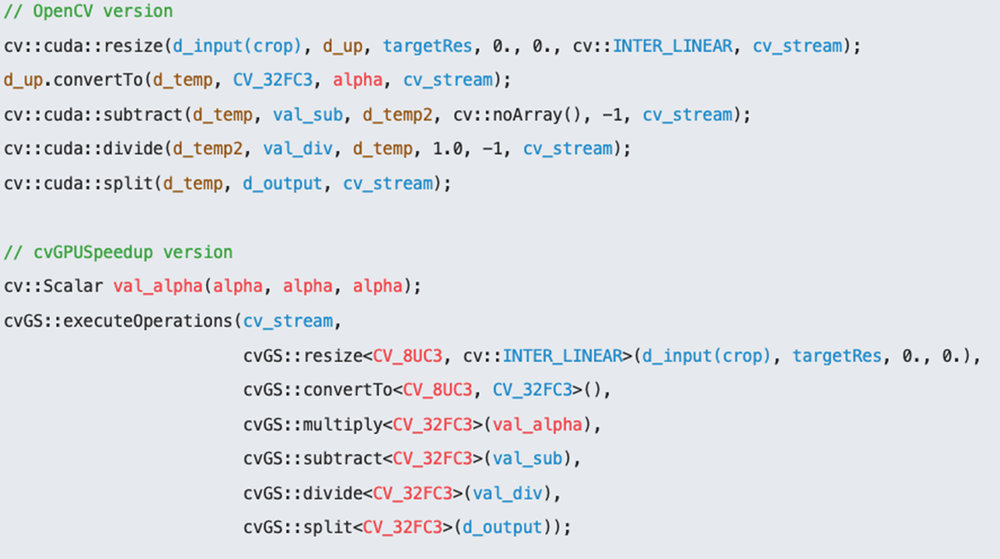 // OpenCV version
cv::cuda::resize(d_input(crop), d_up, targetRes, 0., 0., cv::INTER_LINEAR, cv_stream);
d_up.convertTo(d_temp, CV_32FC3, alpha, cv_stream);
cv::cuda::subtract(d_temp, val_sub, d_temp2, cv::noArray(), -1, cv_stream);
cv::cuda::divide(d_temp2, val_div, d_temp, 1.0, -1, cv_stream);
cv::cuda::split(d_temp, d_output, cv_stream);
// cvGPUSpeedup version
cv::Scalar val_alpha(alpha, alpha, alpha);
cvGS::executeOperations(cv_stream,
cvGS::resize<CV_8UC3, cv::INTER_LINEAR>(d_input(crop), targetRes, 0., 0.),
cvGS::convertTo<CV_8UC3, CV_32FC3>(),
cvGS::multiply<CV_32FC3>(val_alpha),
cvGS::subtract<CV_32FC3>(val_sub),
cvGS::divide<CV_32FC3>(val_div),
cvGS::split<CV_32FC3>(d_output));